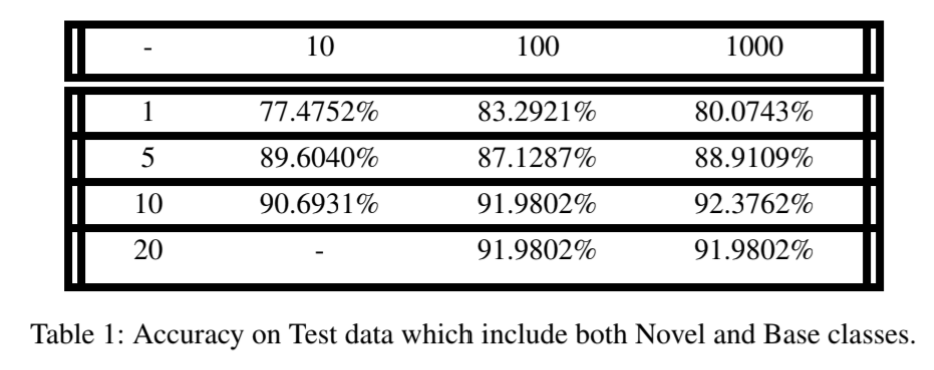 - 10 100 1000
1 77.4752% 83.2921% 80.0743%
5 89.6040% 87.1287% 88.9109%
10 90.6931% 91.9802% 92.3762%
20 - 91.9802% 91.9802%
Table 1: Accuracy on Test data which include both Novel and Base classes.